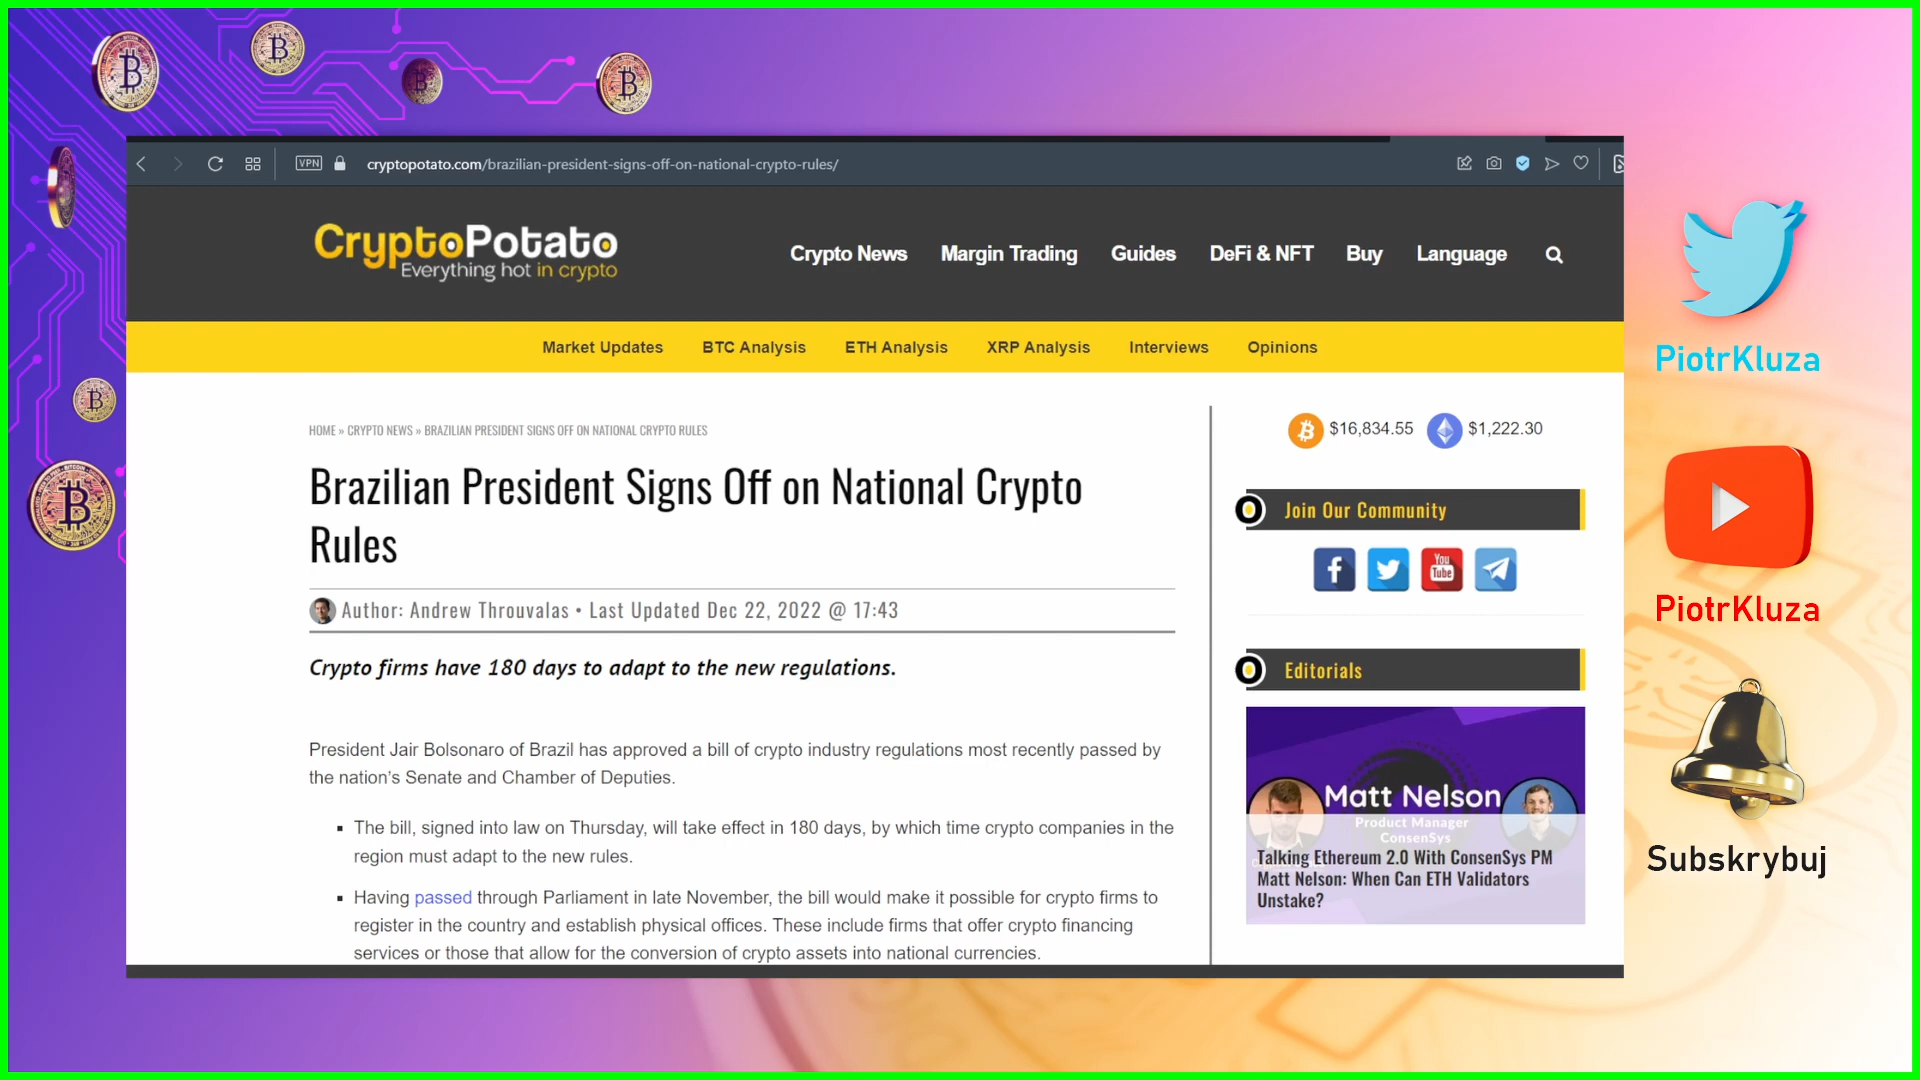 VPN
cryptopotato.com/brazilian-president-signs-off-on-national-crypto-rules/
CryptoPotato
Everything hot in crypto
Crypto News
Margin Trading
Guides
DeFi & NFT
Buy
Language
Market Updates
BTC Analysis
ETH Analysis
XRP Analysis
Interviews
Opinions
HOME » CRYPTO NEWS » BRAZILIAN PRESIDENT SIGNS OFF ON NATIONAL CRYPTO RULES
Brazilian President Signs Off on National Crypto
Rules
Author: Andrew Throuvalas • Last Updated Dec 22, 2022 @ 17:43
Crypto firms have 180 days to adapt to the new regulations.
President Jair Bolsonaro of Brazil has approved a bill of crypto industry regulations most recently passed by
the nation's Senate and Chamber of Deputies.
▪ The bill, signed into law on Thursday, will take effect in 180 days, by which time crypto companies in the
region must adapt to the new rules.
▪ Having passed through Parliament in late November, the bill would make it possible for crypto firms to
register in the country and establish physical offices. These include firms that offer crypto financing
services or those that allow for the conversion of crypto assets into national currencies.
$16,834.55
$1,222.30
Join Our Community
You
Tube
Editorials
Matt Nelson
Product Manager
ConsenSys
Talking Ethereum 2.0 With ConsenSys PM
Matt Nelson: When Can ETH Validators
Unstake?
PiotrKluza
PiotrKluza
Subskrybuj